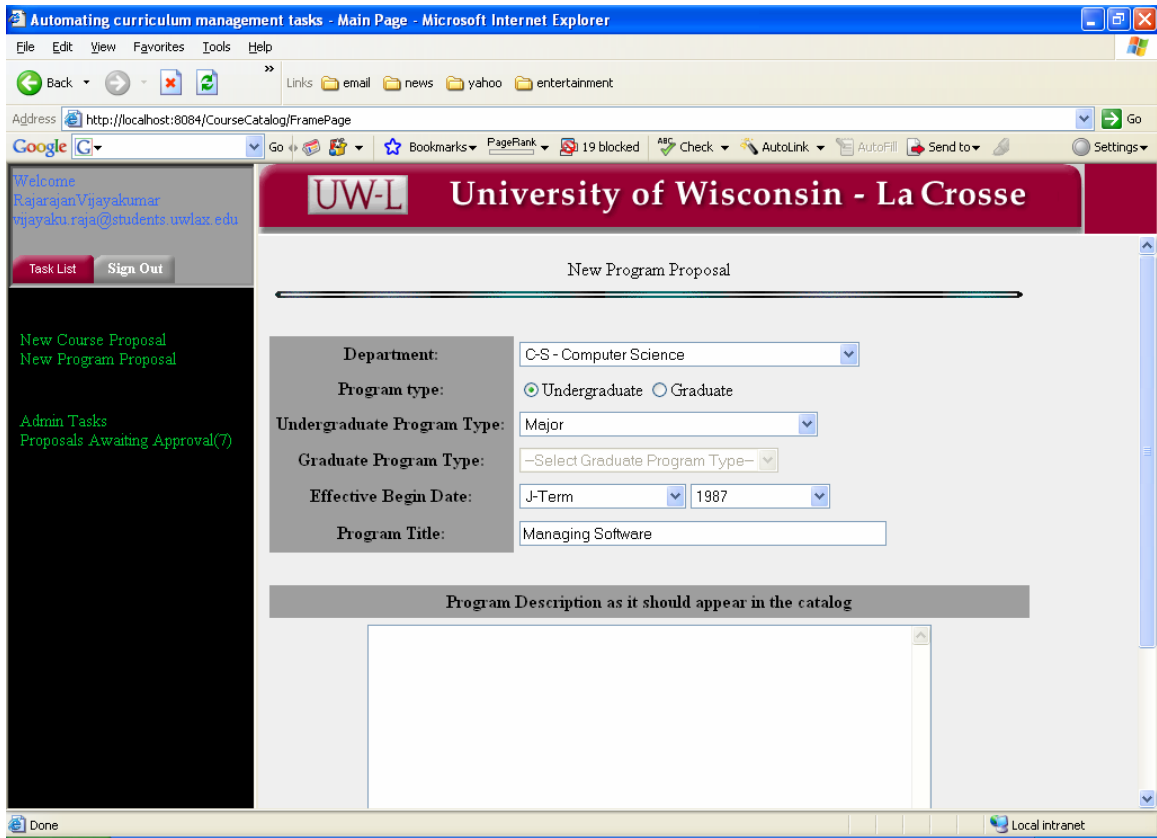 Automating curriculum management tasks - Main Page - Microsoft Internet Explorer
File Edit View Favorites Tools Help
Back » Links email news yahoo entertainment
Address http://localhost:8084/CourseCatalog/FramePage Go
Google G Go Bookmarks PageRank 19 blocked ABC Check AutoLink AutoFill Send to Settings
Welcome
RajarajanVijayakumar
vijayaku.raja@students.uwlax.edu
Task List Sign Out
New Course Proposal
New Program Proposal
Admin Tasks
Proposals Awaiting Approval(7)
UW-L University of Wisconsin - La Crosse
New Program Proposal
Department: C-S - Computer Science
Program type: Undergraduate Graduate
Undergraduate Program Type: Major
Graduate Program Type: --Select Graduate Program Type--
Effective Begin Date: J-Term 1987
Program Title: Managing Software
Program Description as it should appear in the catalog
Done Local intranet